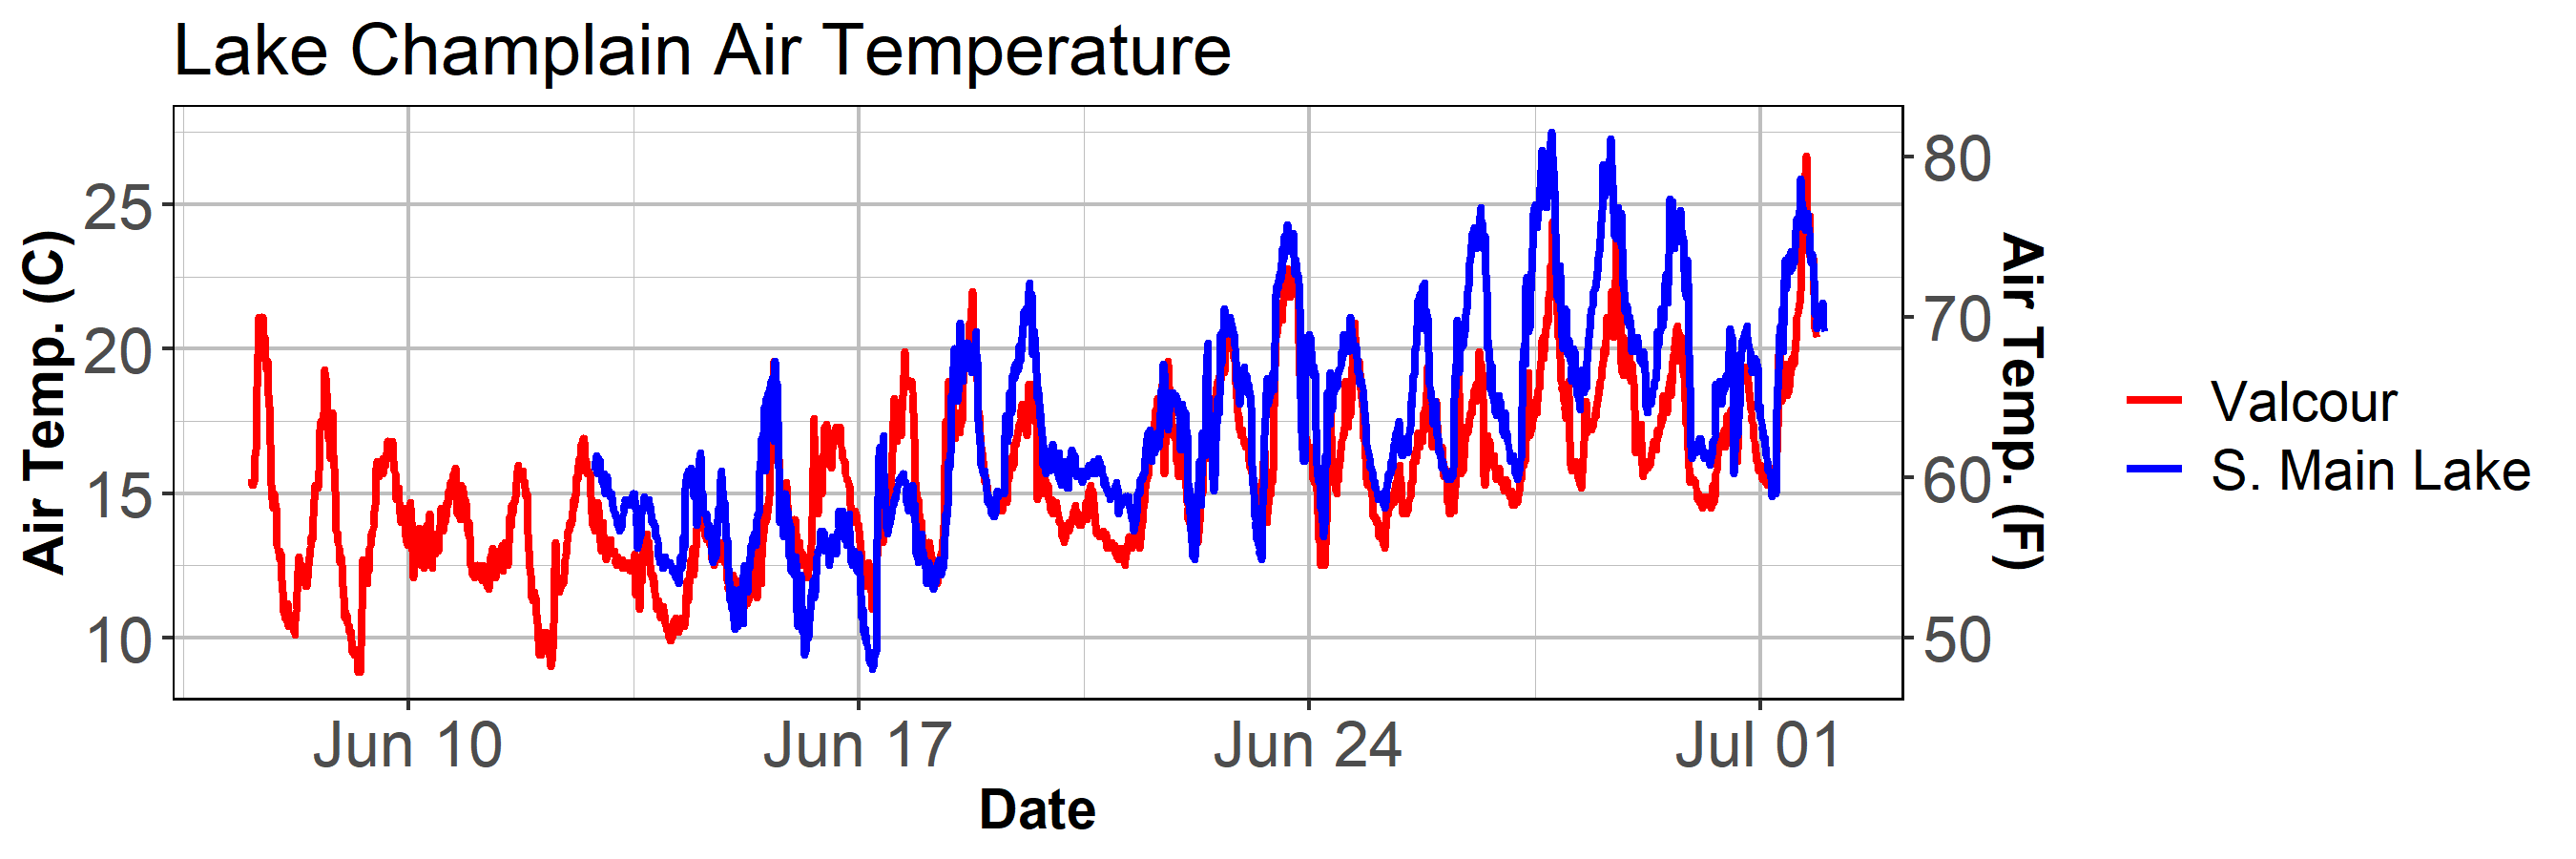 Lake Champlain Air Temperature
Air Temp. (C)
25
20
15
10
80
70
60
50
Air Temp. (F)
Jun 10
Jun 17
Jun 24
Jul 01
Date
Valcour
S. Main Lake